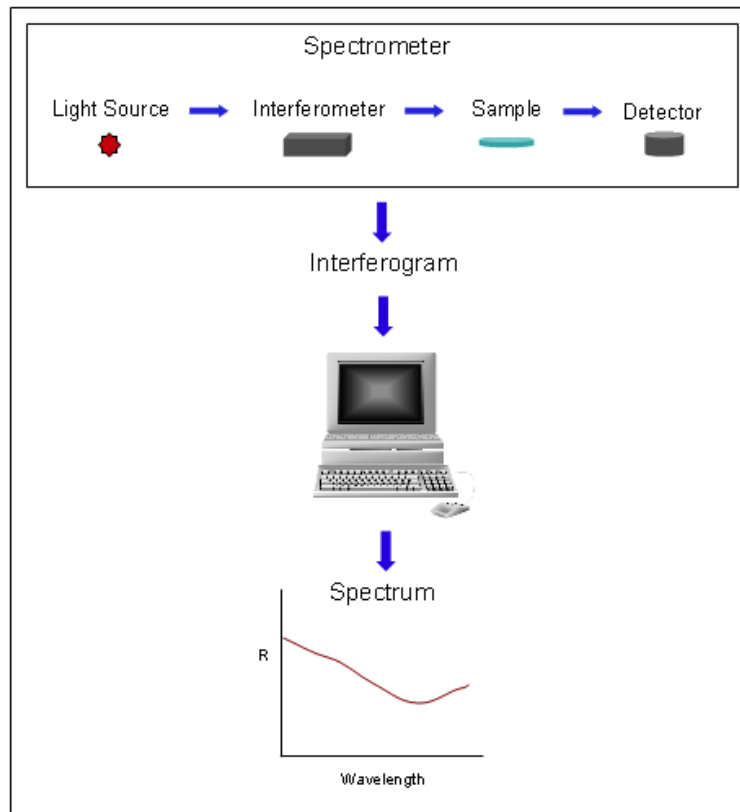 Spectrometer
Light Source
Interferometer
Sample
Detector
Interferogram
Spectrum
R
Wavelength